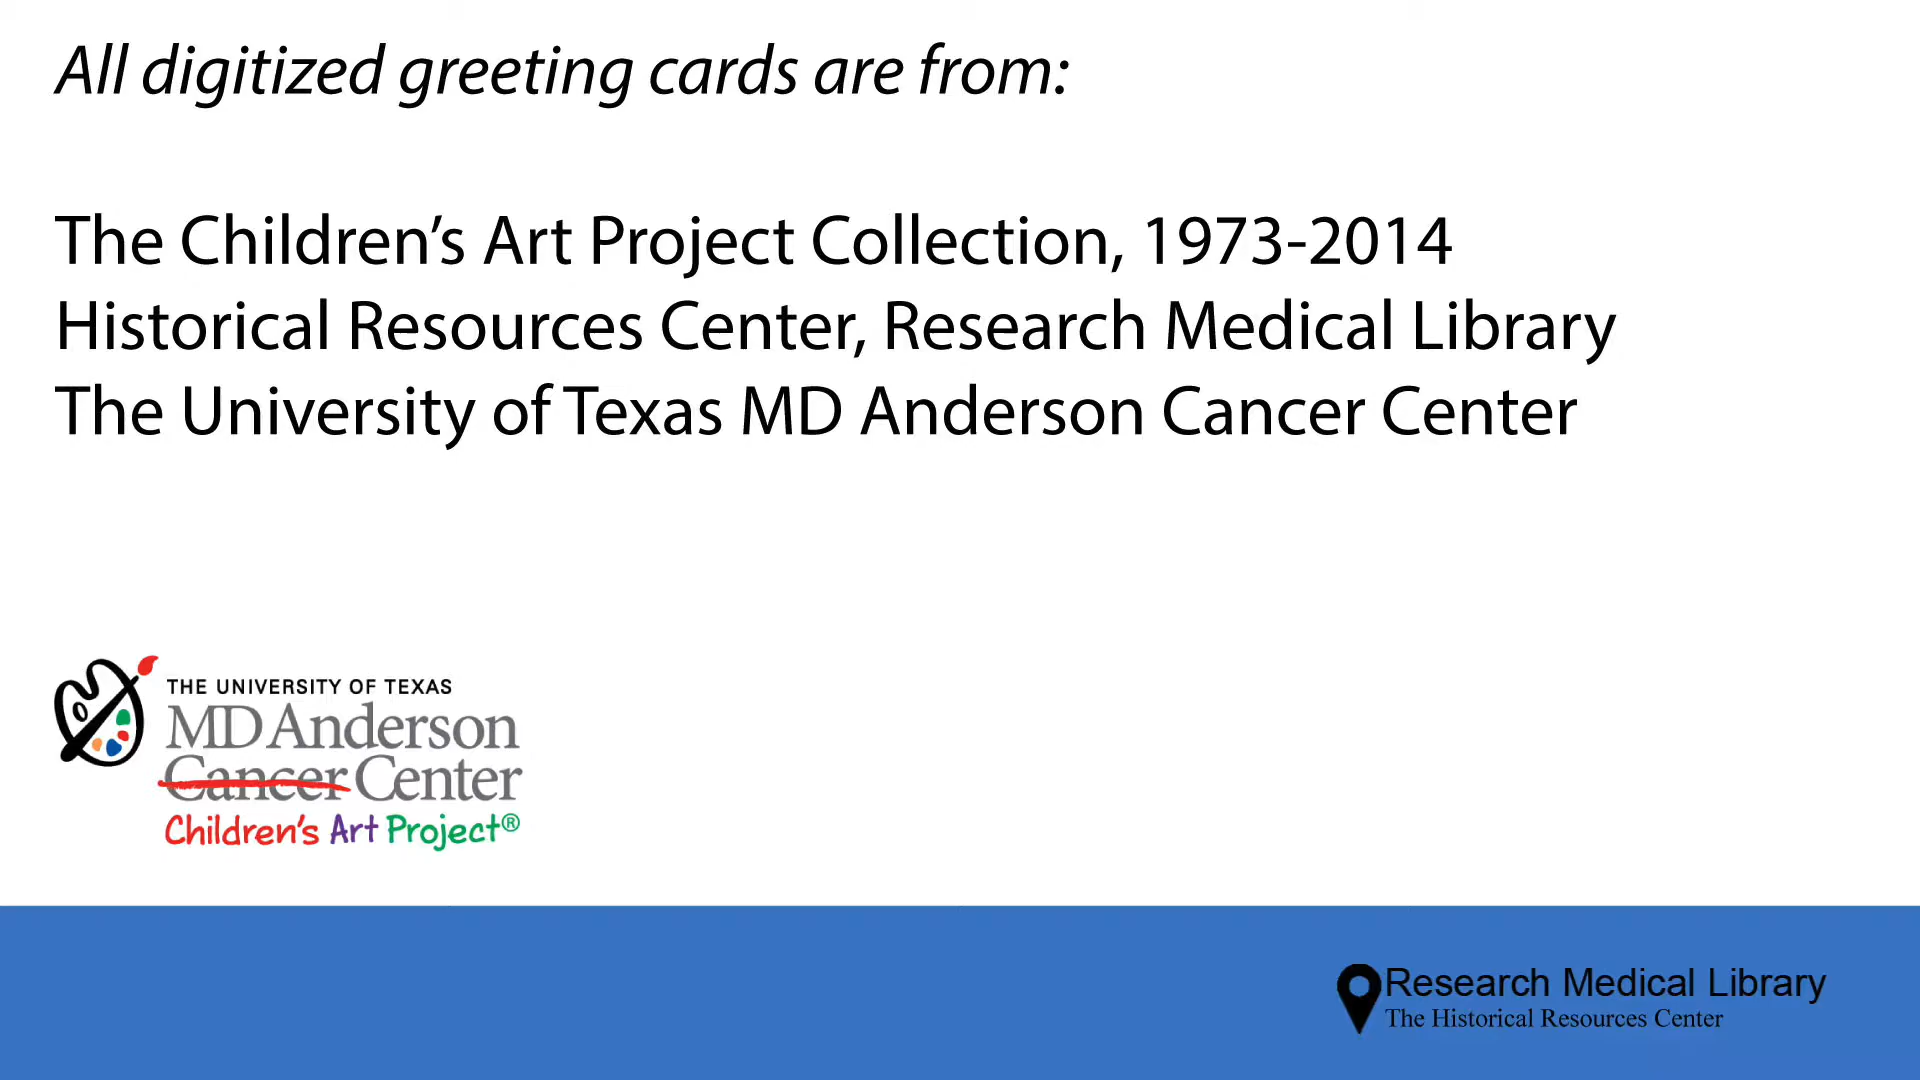 All digitized greeting cards are from:
The Children’s Art Project Collection, 1973-2014
Historical Resources Center, Research Medical Library
The University of Texas MD Anderson Cancer Center
THE UNIVERSITY OF TEXAS
MD Anderson
Cancer Center
Children's Art Project®
Research Medical Library
The Historical Resources Center